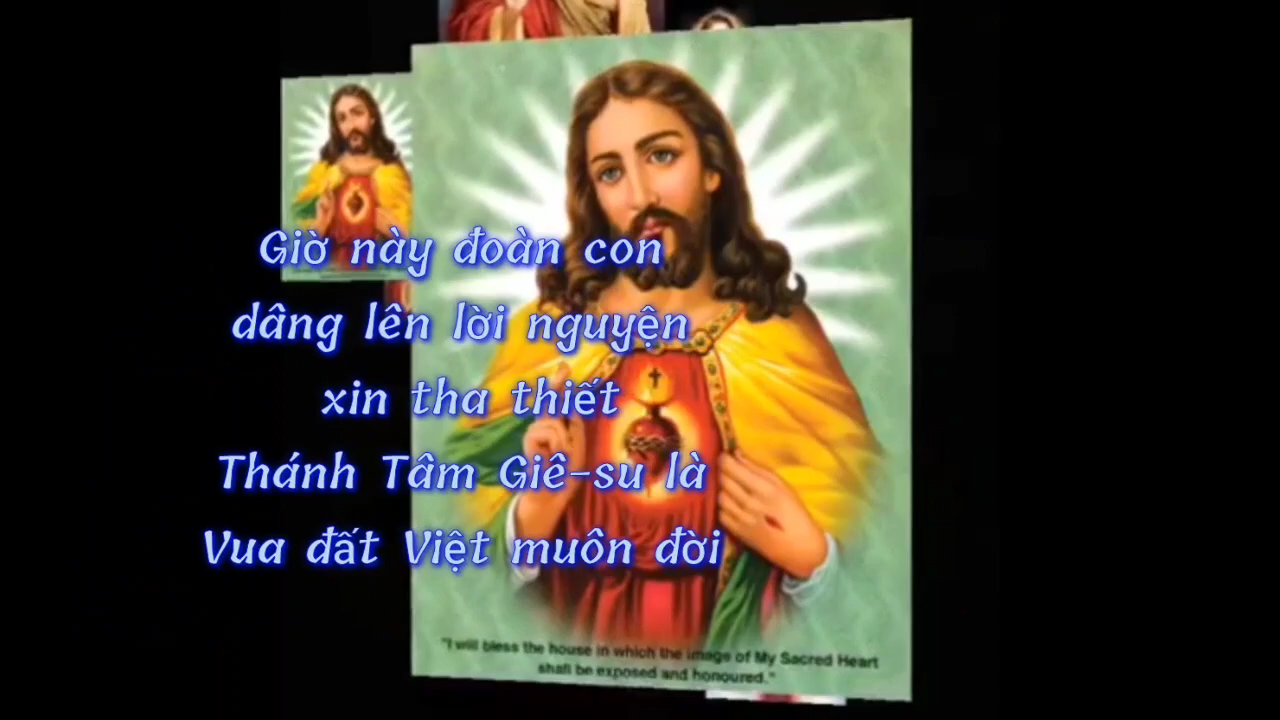 Giờ này đoàn con
dâng lên lời nguyện
xin tha thiết
Thánh Tâm Giê-su là
Vua đất Việt muôn đời
"I will bless the house in which the image of My Sacred Heart
shall be exposed and honoured."